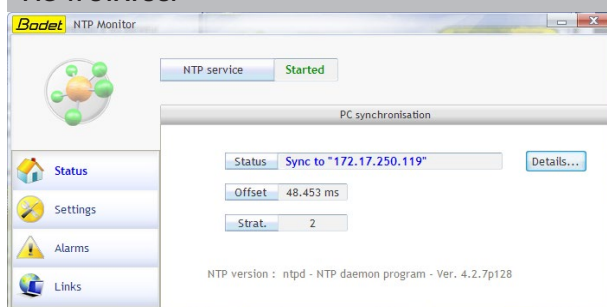 Bodet NTP Monitor
NTP service Started
PC synchronisation
Status Sync to "172.17.250.119" Details...
Offset 48.453 ms
Strat. 2
Status
Settings
Alarms
Links
NTP version : ntpd - NTP daemon program - Ver. 4.2.7p128